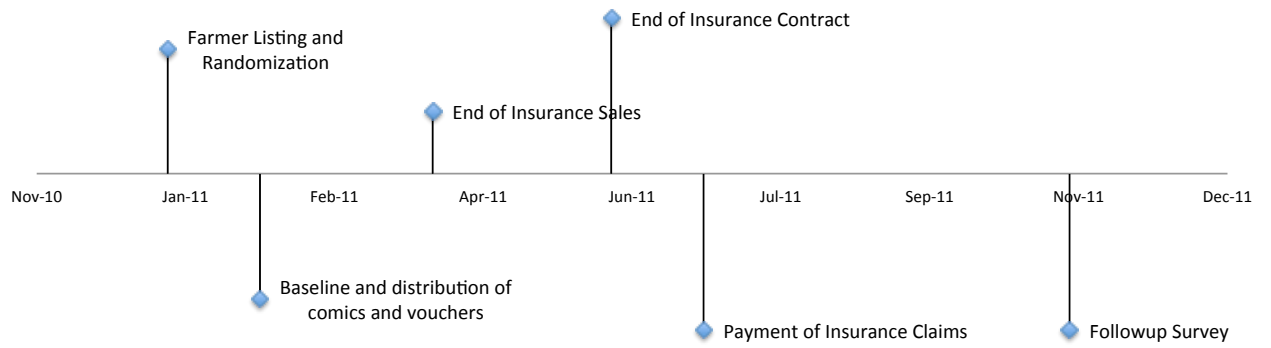 End of Insurance Contract
Farmer Listing and
Randomization
End of Insurance Sales
Nov-10 Jan-11 Feb-11 Apr-11 Jun-11 Jul-11 Sep-11 Nov-11 Dec-11
Baseline and distribution of
comics and vouchers
Payment of Insurance Claims
Followup Survey